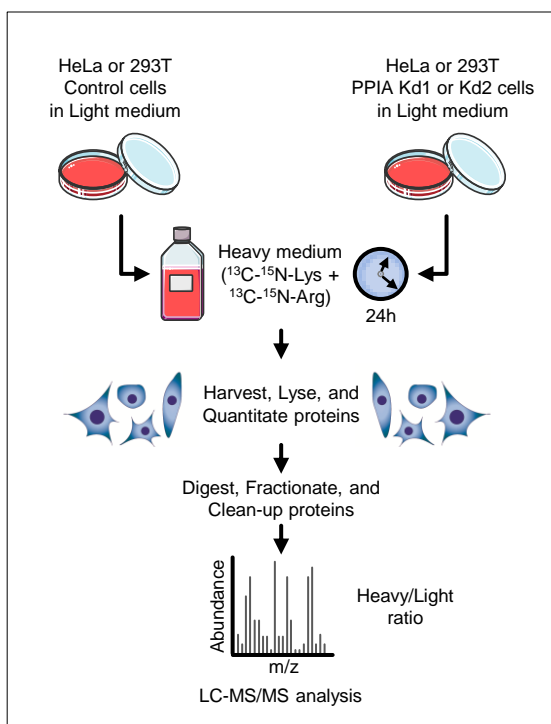 HeLa or 293T
Control cells
in Light medium
HeLa or 293T
PPIA Kd1 or Kd2 cells
in Light medium
Heavy medium
(¹³C-¹⁵N-Lys +
¹³C-¹⁵N-Arg)
24h
Harvest, Lyse, and
Quantitate proteins
Digest, Fractionate, and
Clean-up proteins
Abundance
m/z
Heavy/Light
ratio
LC-MS/MS analysis